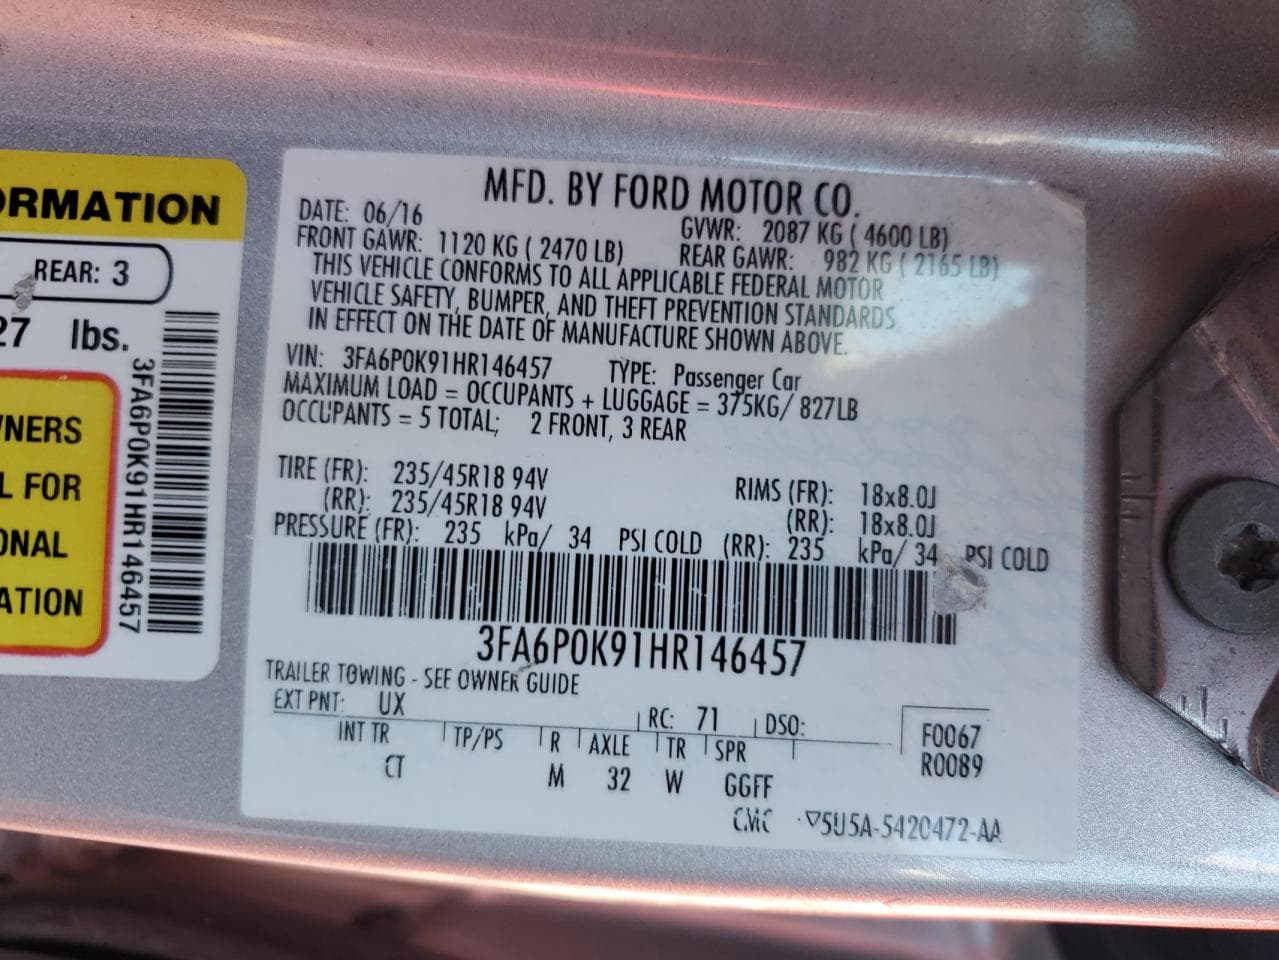 ORMATION
REAR: 3
27 lbs.
NERS
L FOR
ONAL
ATION
3FA6P0K91HR146457
MFD. BY FORD MOTOR CO.
DATE: 06/16 GVWR: 2087 KG ( 4600 LB)
FRONT GAWR: 1120 KG ( 2470 LB) REAR GAWR: 982 KG ( 2165 LB)
THIS VEHICLE CONFORMS TO ALL APPLICABLE FEDERAL MOTOR
VEHICLE SAFETY, BUMPER, AND THEFT PREVENTION STANDARDS
IN EFFECT ON THE DATE OF MANUFACTURE SHOWN ABOVE.
VIN: 3FA6P0K91HR146457 TYPE: Passenger Car
MAXIMUM LOAD = OCCUPANTS + LUGGAGE = 375KG/ 827LB
OCCUPANTS = 5 TOTAL; 2 FRONT, 3 REAR
TIRE (FR): 235/45R18 94V RIMS (FR): 18x8.0J
(RR): 235/45R18 94V (RR): 18x8.0J
PRESSURE (FR): 235 kPa/ 34 PSI COLD (RR): 235 kPa/ 34 PSI COLD
3FA6P0K91HR146457
TRAILER TOWING - SEE OWNER GUIDE
EXT PNT: UX RC: 71 DSO:
INT TR TP/PS R AXLE TR SPR F0067
CT M 32 W GGFF R0089
CMC ▽5U5A-5420472-AA